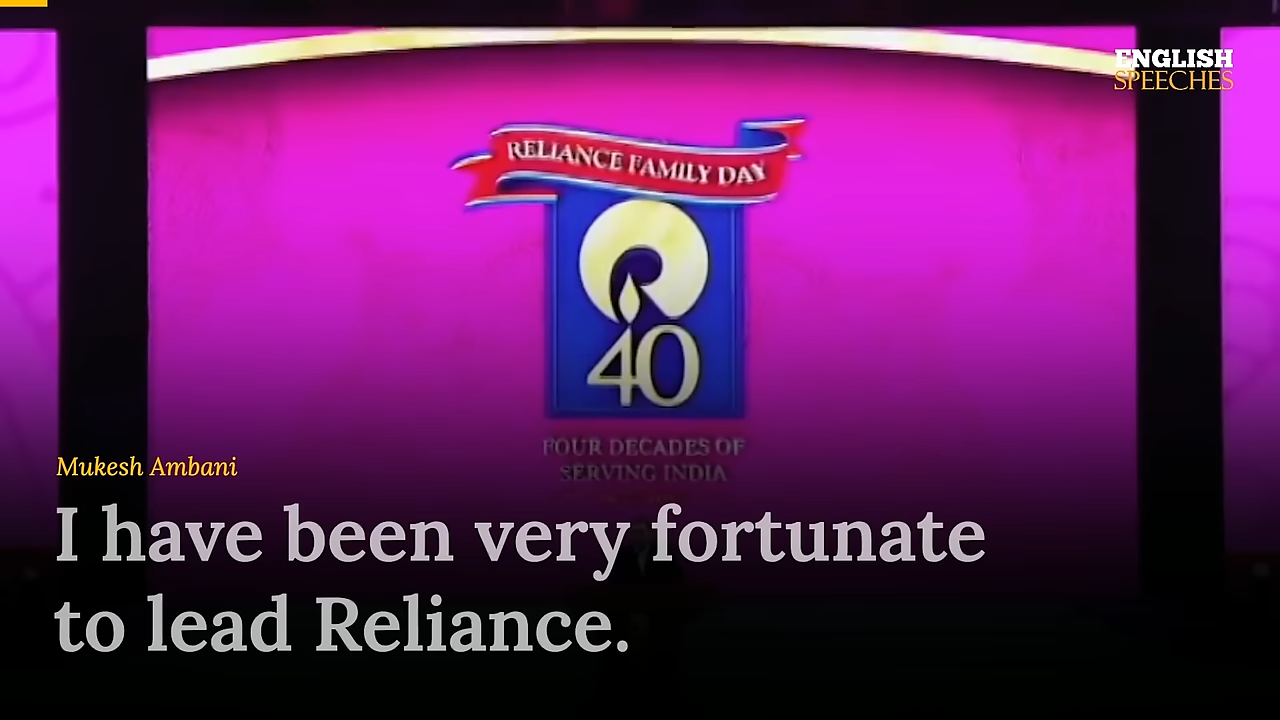 ENGLISH
SPEECHES
RELIANCE FAMILY DAY
40
FOUR DECADES OF
SERVING INDIA
Mukesh Ambani
I have been very fortunate
to lead Reliance.